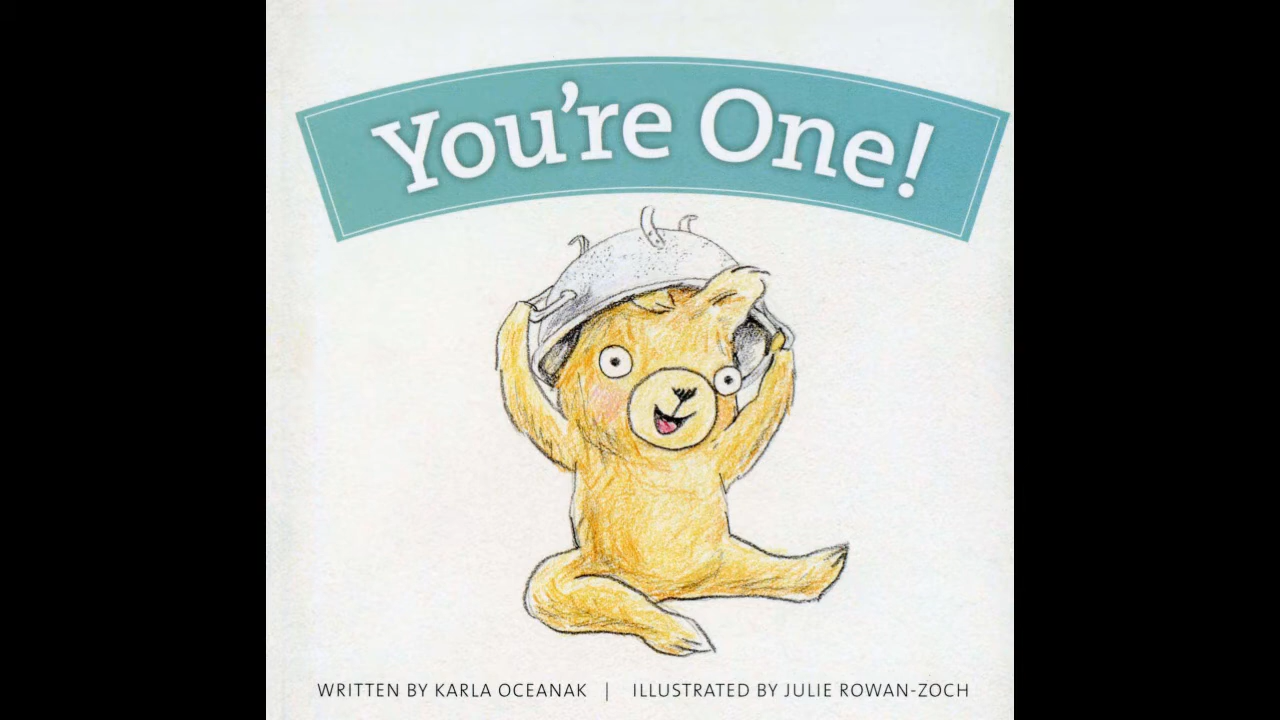 You're One!
WRITTEN BY KARLA OCEANAK | ILLUSTRATED BY JULIE ROWAN-ZOCH